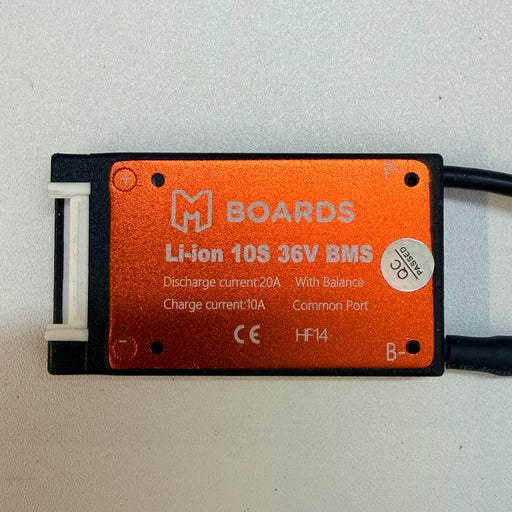 +
P-
M BOARDS
Li-ion 10S 36V BMS
Discharge current:20A With Balance
Charge current:10A Common Port
QC
PASSED
CE HF14
-
B-